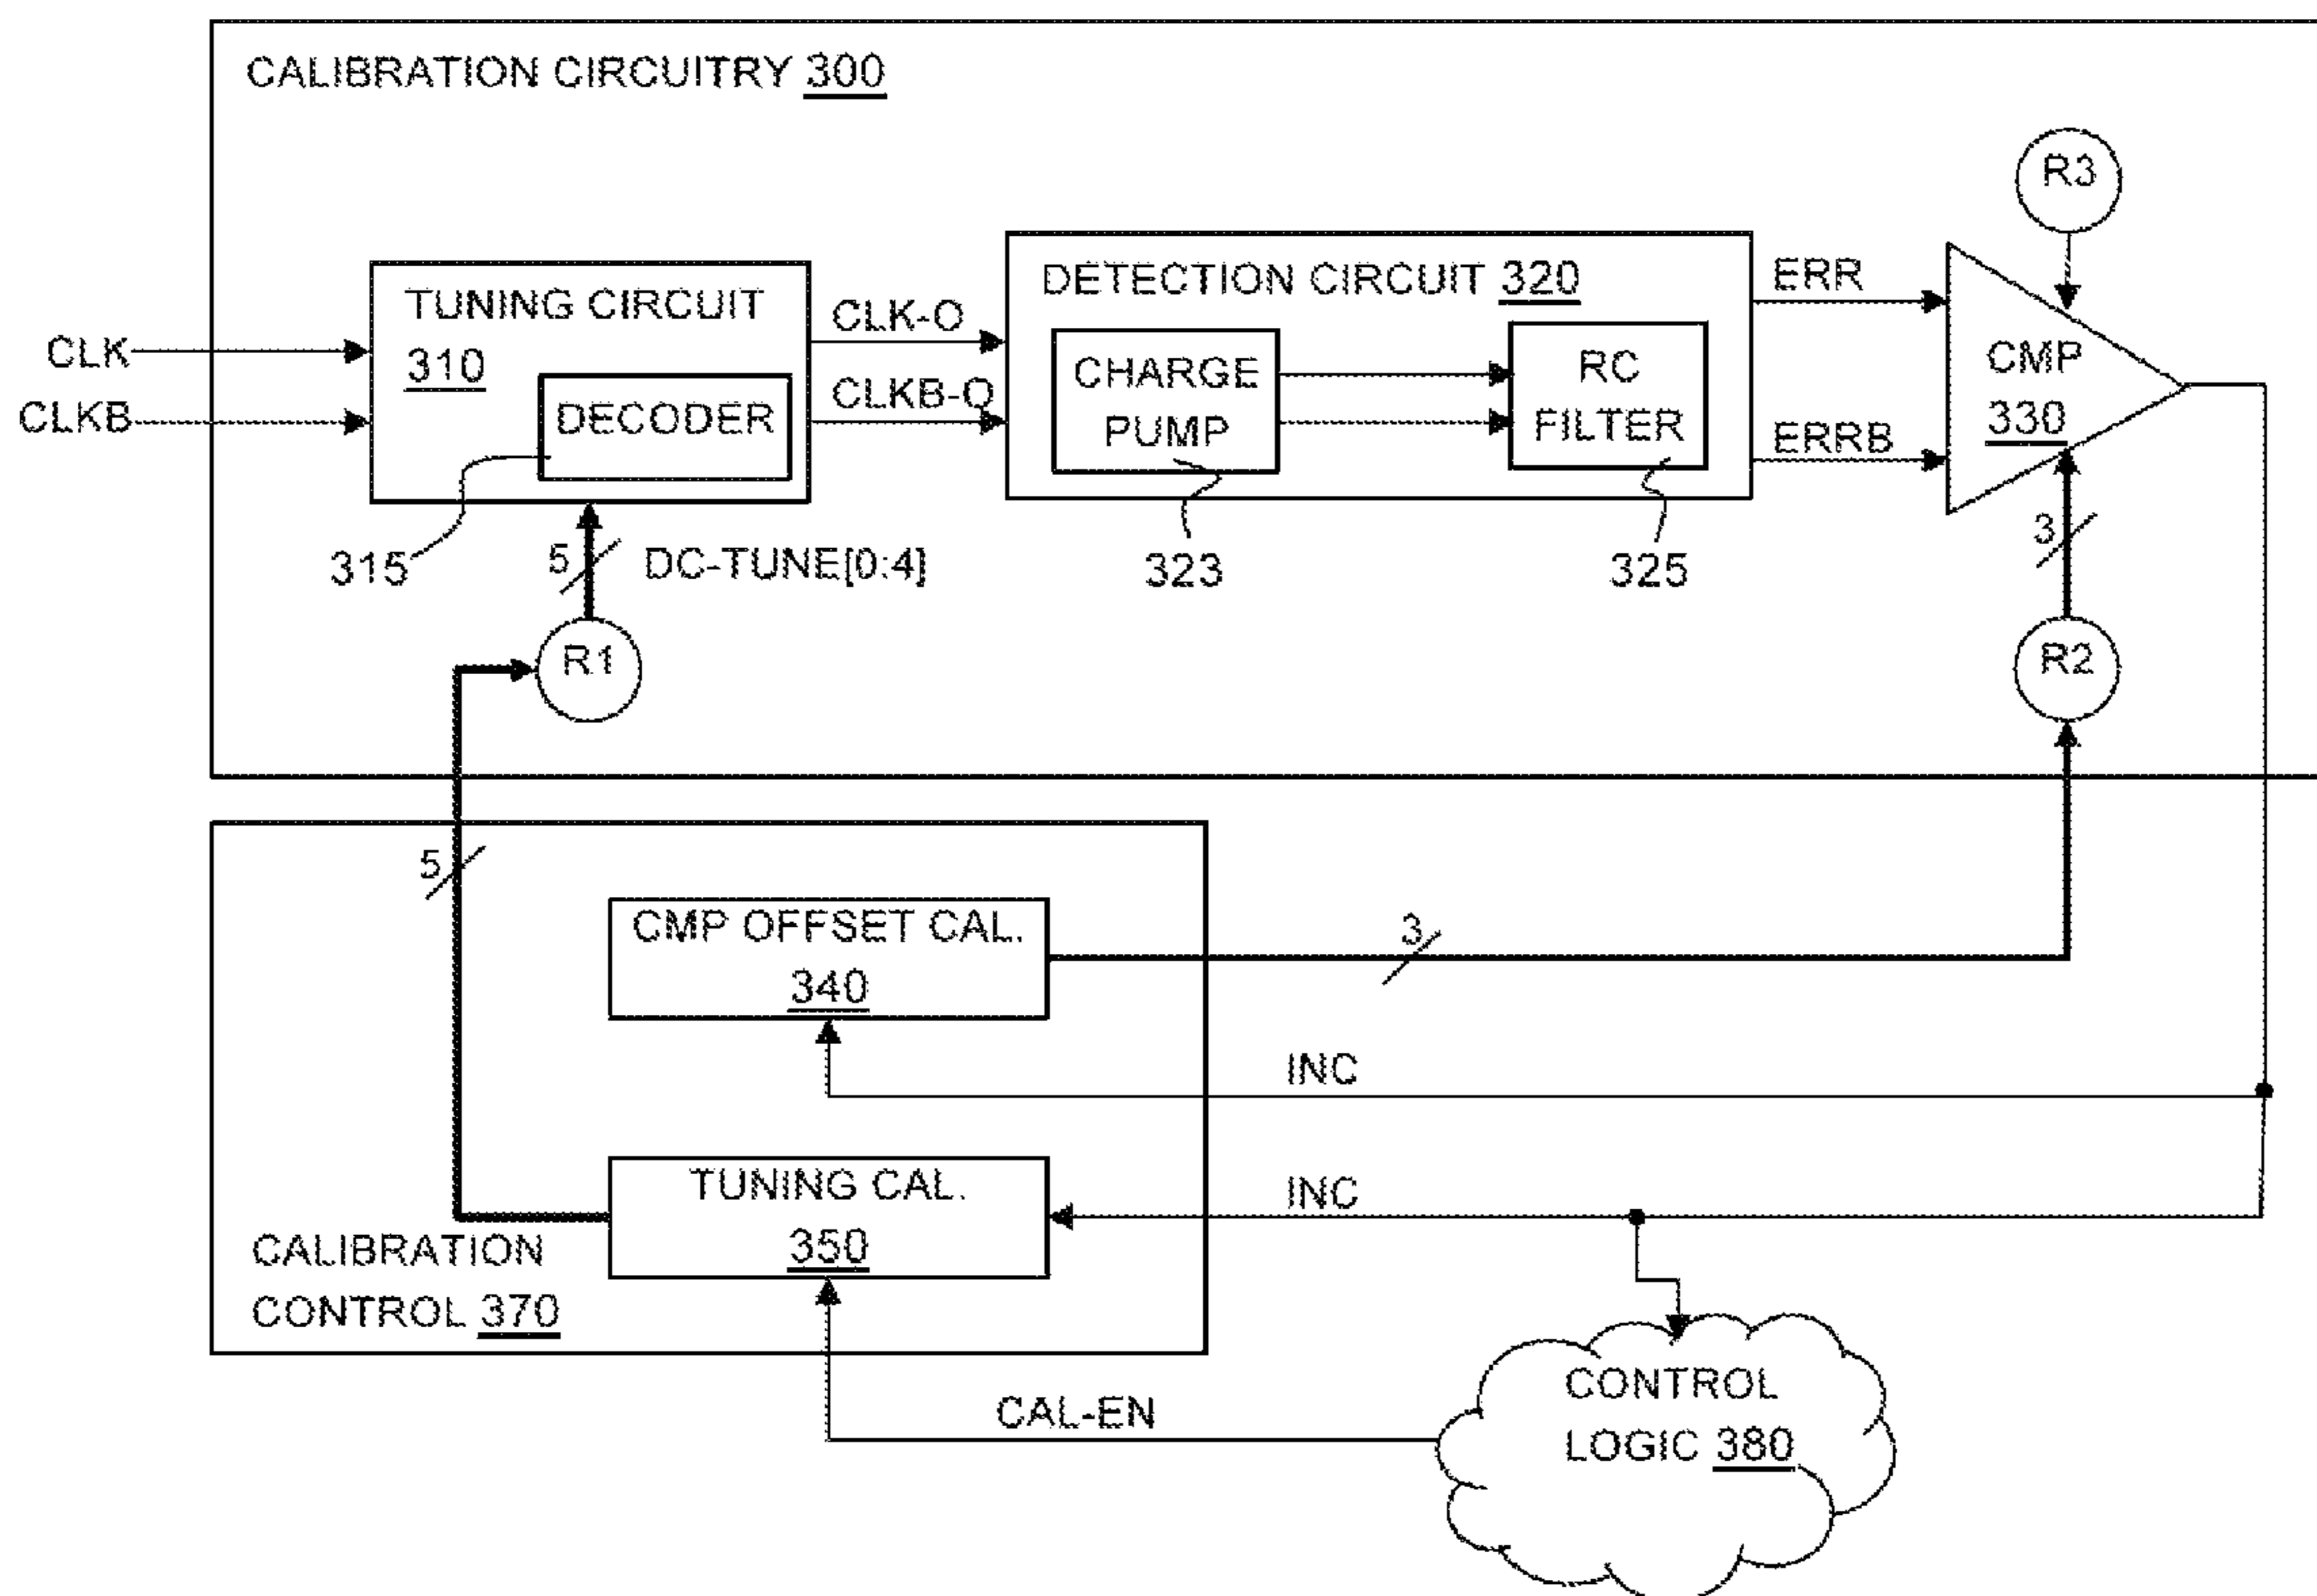 CALIBRATION CIRCUITRY 300
R3
TUNING CIRCUIT
310
DECODER
315
CLK
CLKB
CLK-O
CLKB-O
DETECTION CIRCUIT 320
CHARGE
PUMP
RC
FILTER
323
325
ERR
ERRB
CMP
330
5
DC-TUNE[0:4]
3
R1
R2
5
CMP OFFSET CAL.
340
3
INC
TUNING CAL.
350
INC
CALIBRATION
CONTROL 370
CAL-EN
CONTROL
LOGIC 380